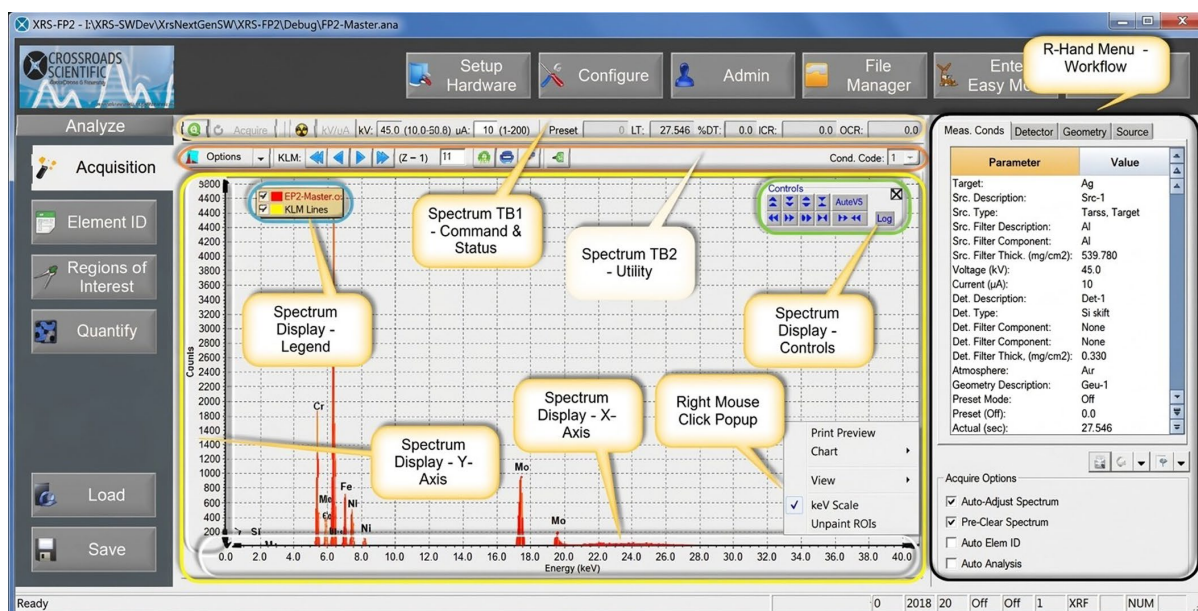 XRS-FP2 - I:\XRS-SWDev\XrsNextGenSW\XRS-FP2\Debug\FP2-Master.ana
CROSSROADS
SCIENTIFIC
Setup
Hardware
Configure
Admin
File
Manager
Ente
Easy Mo
R-Hand Menu -
Workflow
Analyze
Acquisition
Element ID
Regions of
Interest
Quantify
Load
Save
Acquire kV/uA kV: 45.0 (10.0-50.8) uA: 10 (1-200) Preset 0 LT: 27.546 %DT: 0.0 ICR: 0.0 OCR: 0.0
Options KLM: (Z - 1) 11 Cond. Code: 1
EP2-Master.os
KLM Lines
Controls
AuteV5
Log
Spectrum TB1
- Command &
Status
Spectrum TB2
- Utility
Spectrum
Display -
Legend
Spectrum
Display -
Controls
Spectrum
Display - X-
Axis
Right Mouse
Click Popup
Spectrum
Display - Y-
Axis
Print Preview
Chart
View
keV Scale
Unpaint ROIs
Counts
5000
4400
4400
4200
4000
3800
3600
3400
3200
3000
2800
2600
2400
2200
2000
1800
1600
1400
1200
1000
800
600
400
200
Cr
Fe
Ni
Ni
Mo
Mo
Si
0.0 2.0 4.0 6.0 8.0 10.0 12.0 14.0 16.0 18.0 20.0 22.0 24.0 26.0 28.0 30.0 32.0 34.0 36.0 38.0 40.0
Energy (keV)
Meas. Conds Detector Geometry Source
Parameter Value
Target: Ag
Src. Description: Src-1
Src. Type: Tarss, Target
Src. Filter Description: Al
Src. Filter Component: Al
Src. Filter Thick. (mg/cm2) 539.780
Voltage (kV): 45.0
Current (µA): 10
Det. Description: Det-1
Det. Type: Si skift
Det. Filter Component: None
Det. Filter Component: None
Det. Filter Thick, (mg/cm2): 0.330
Atmosphere: Aır
Geometry Description: Geu-1
Preset Mode: Off
Preset (Off): 0.0
Actual (sec): 27.546
Acquire Options
Auto-Adjust Spectrum
Pre-Clear Spectrum
Auto Elem ID
Auto Analysis
Ready 0 2018 20 Off Off 1 XRF NUM